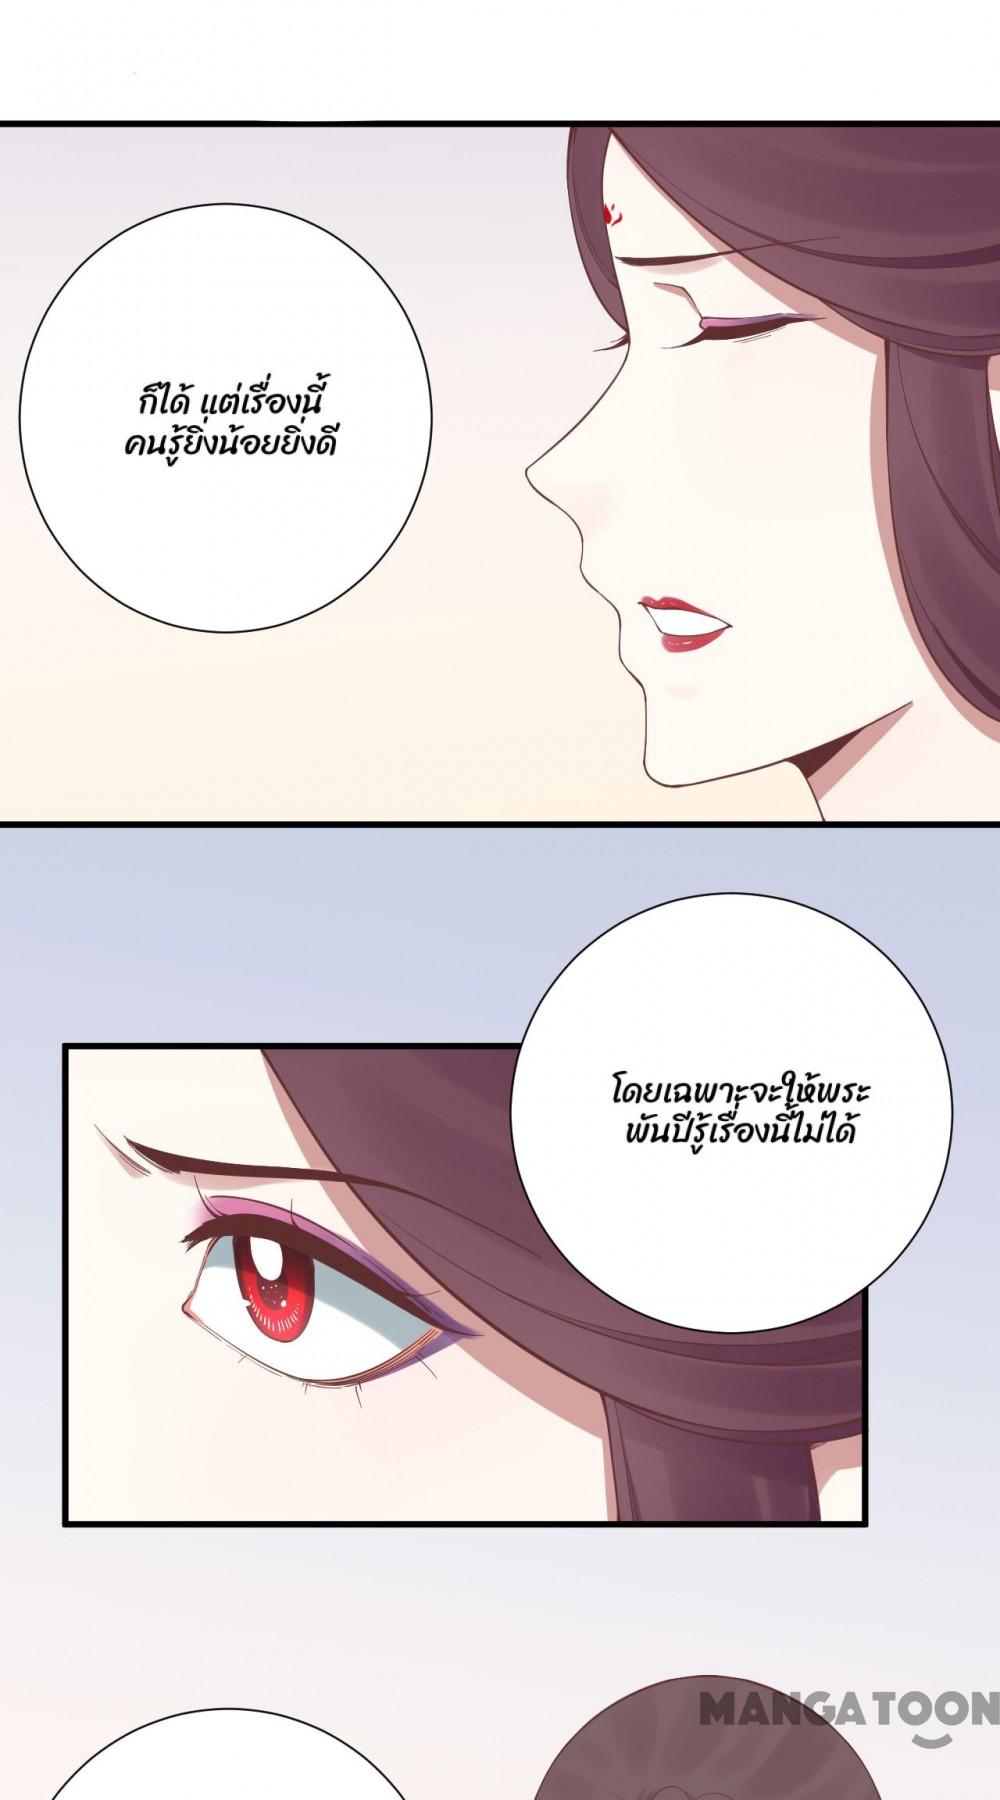 ก็ได้ แต่เรื่องนี้
คนรู้ยิ่งน้อยยิ่งดี
โดยเฉพาะจะให้พระ
พันปีรู้เรื่องนี้ไม่ได้
MANGATOON